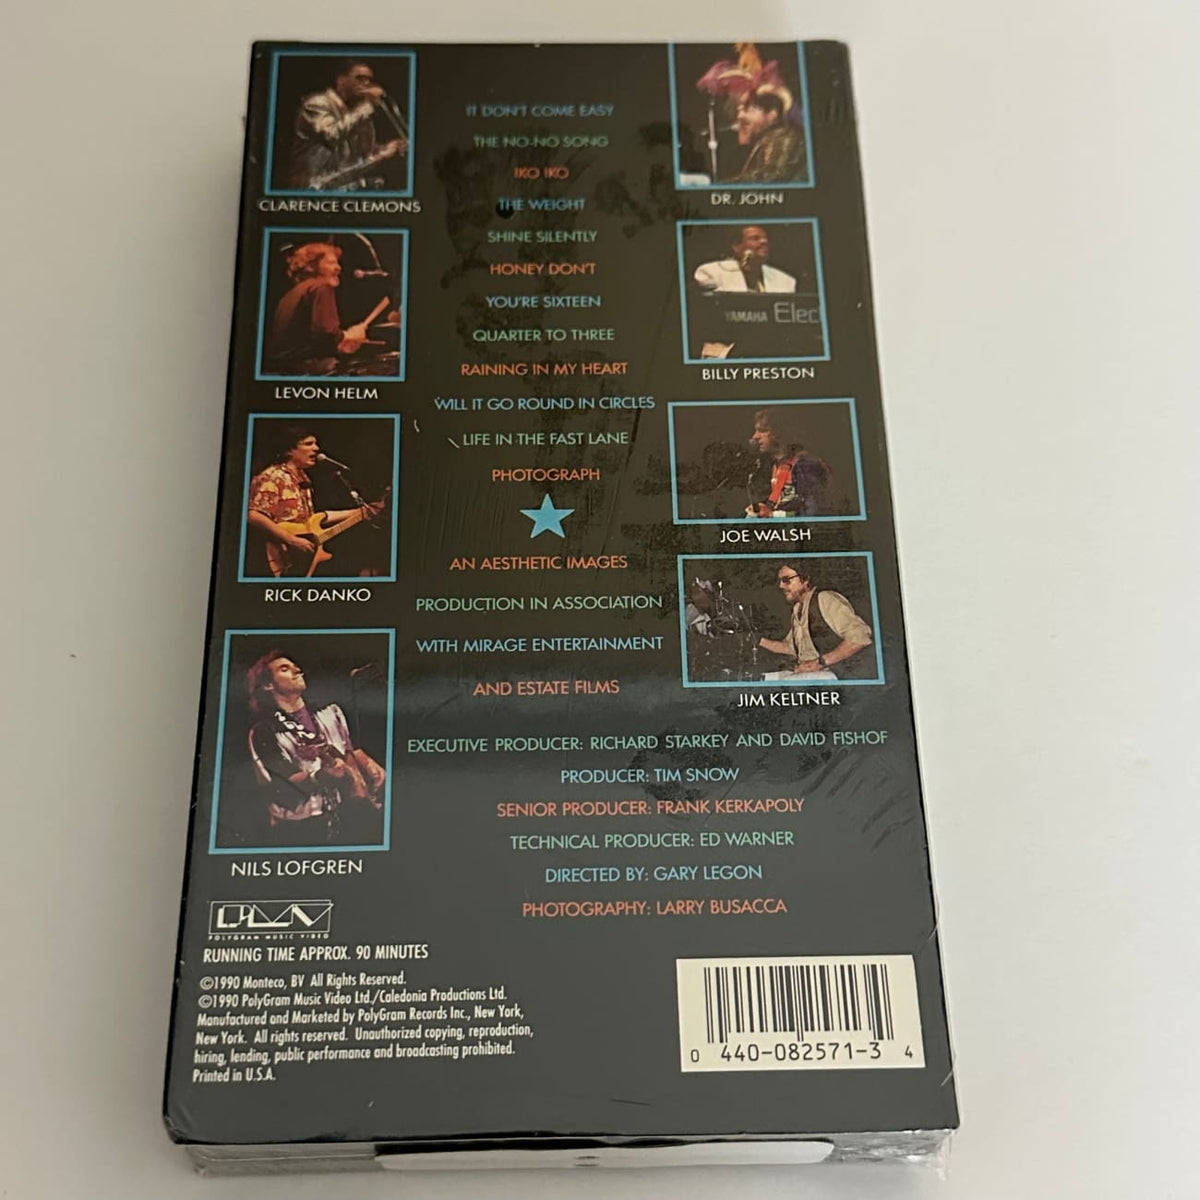 CLARENCE CLEMONS
LEVON HELM
RICK DANKO
NILS LOFGREN
IT DON'T COME EASY
THE NO-NO SONG
IKO IKO
THE WEIGHT
SHINE SILENTLY
HONEY DON'T
YOU'RE SIXTEEN
QUARTER TO THREE
RAINING IN MY HEART
WILL IT GO ROUND IN CIRCLES
LIFE IN THE FAST LANE
PHOTOGRAPH
AN AESTHETIC IMAGES
PRODUCTION IN ASSOCIATION
WITH MIRAGE ENTERTAINMENT
AND ESTATE FILMS
DR. JOHN
YAMAHA Elec
BILLY PRESTON
JOE WALSH
JIM KELTNER
EXECUTIVE PRODUCER: RICHARD STARKEY AND DAVID FISHOF
PRODUCER: TIM SNOW
SENIOR PRODUCER: FRANK KERKAPOLY
TECHNICAL PRODUCER: ED WARNER
DIRECTED BY: GARY LEGON
PHOTOGRAPHY: LARRY BUSACCA
PMV
POLYGRAM MUSIC VIDEO
RUNNING TIME APPROX. 90 MINUTES
©1990 Monteco, BV All Rights Reserved.
©1990 PolyGram Music Video Ltd./Caledonia Productions Ltd.
Manufactured and Marketed by PolyGram Records Inc., New York,
New York. All rights reserved. Unauthorized copying, reproduction,
hiring, lending, public performance and broadcasting prohibited.
Printed in U.S.A.
0 440-082571-3 4